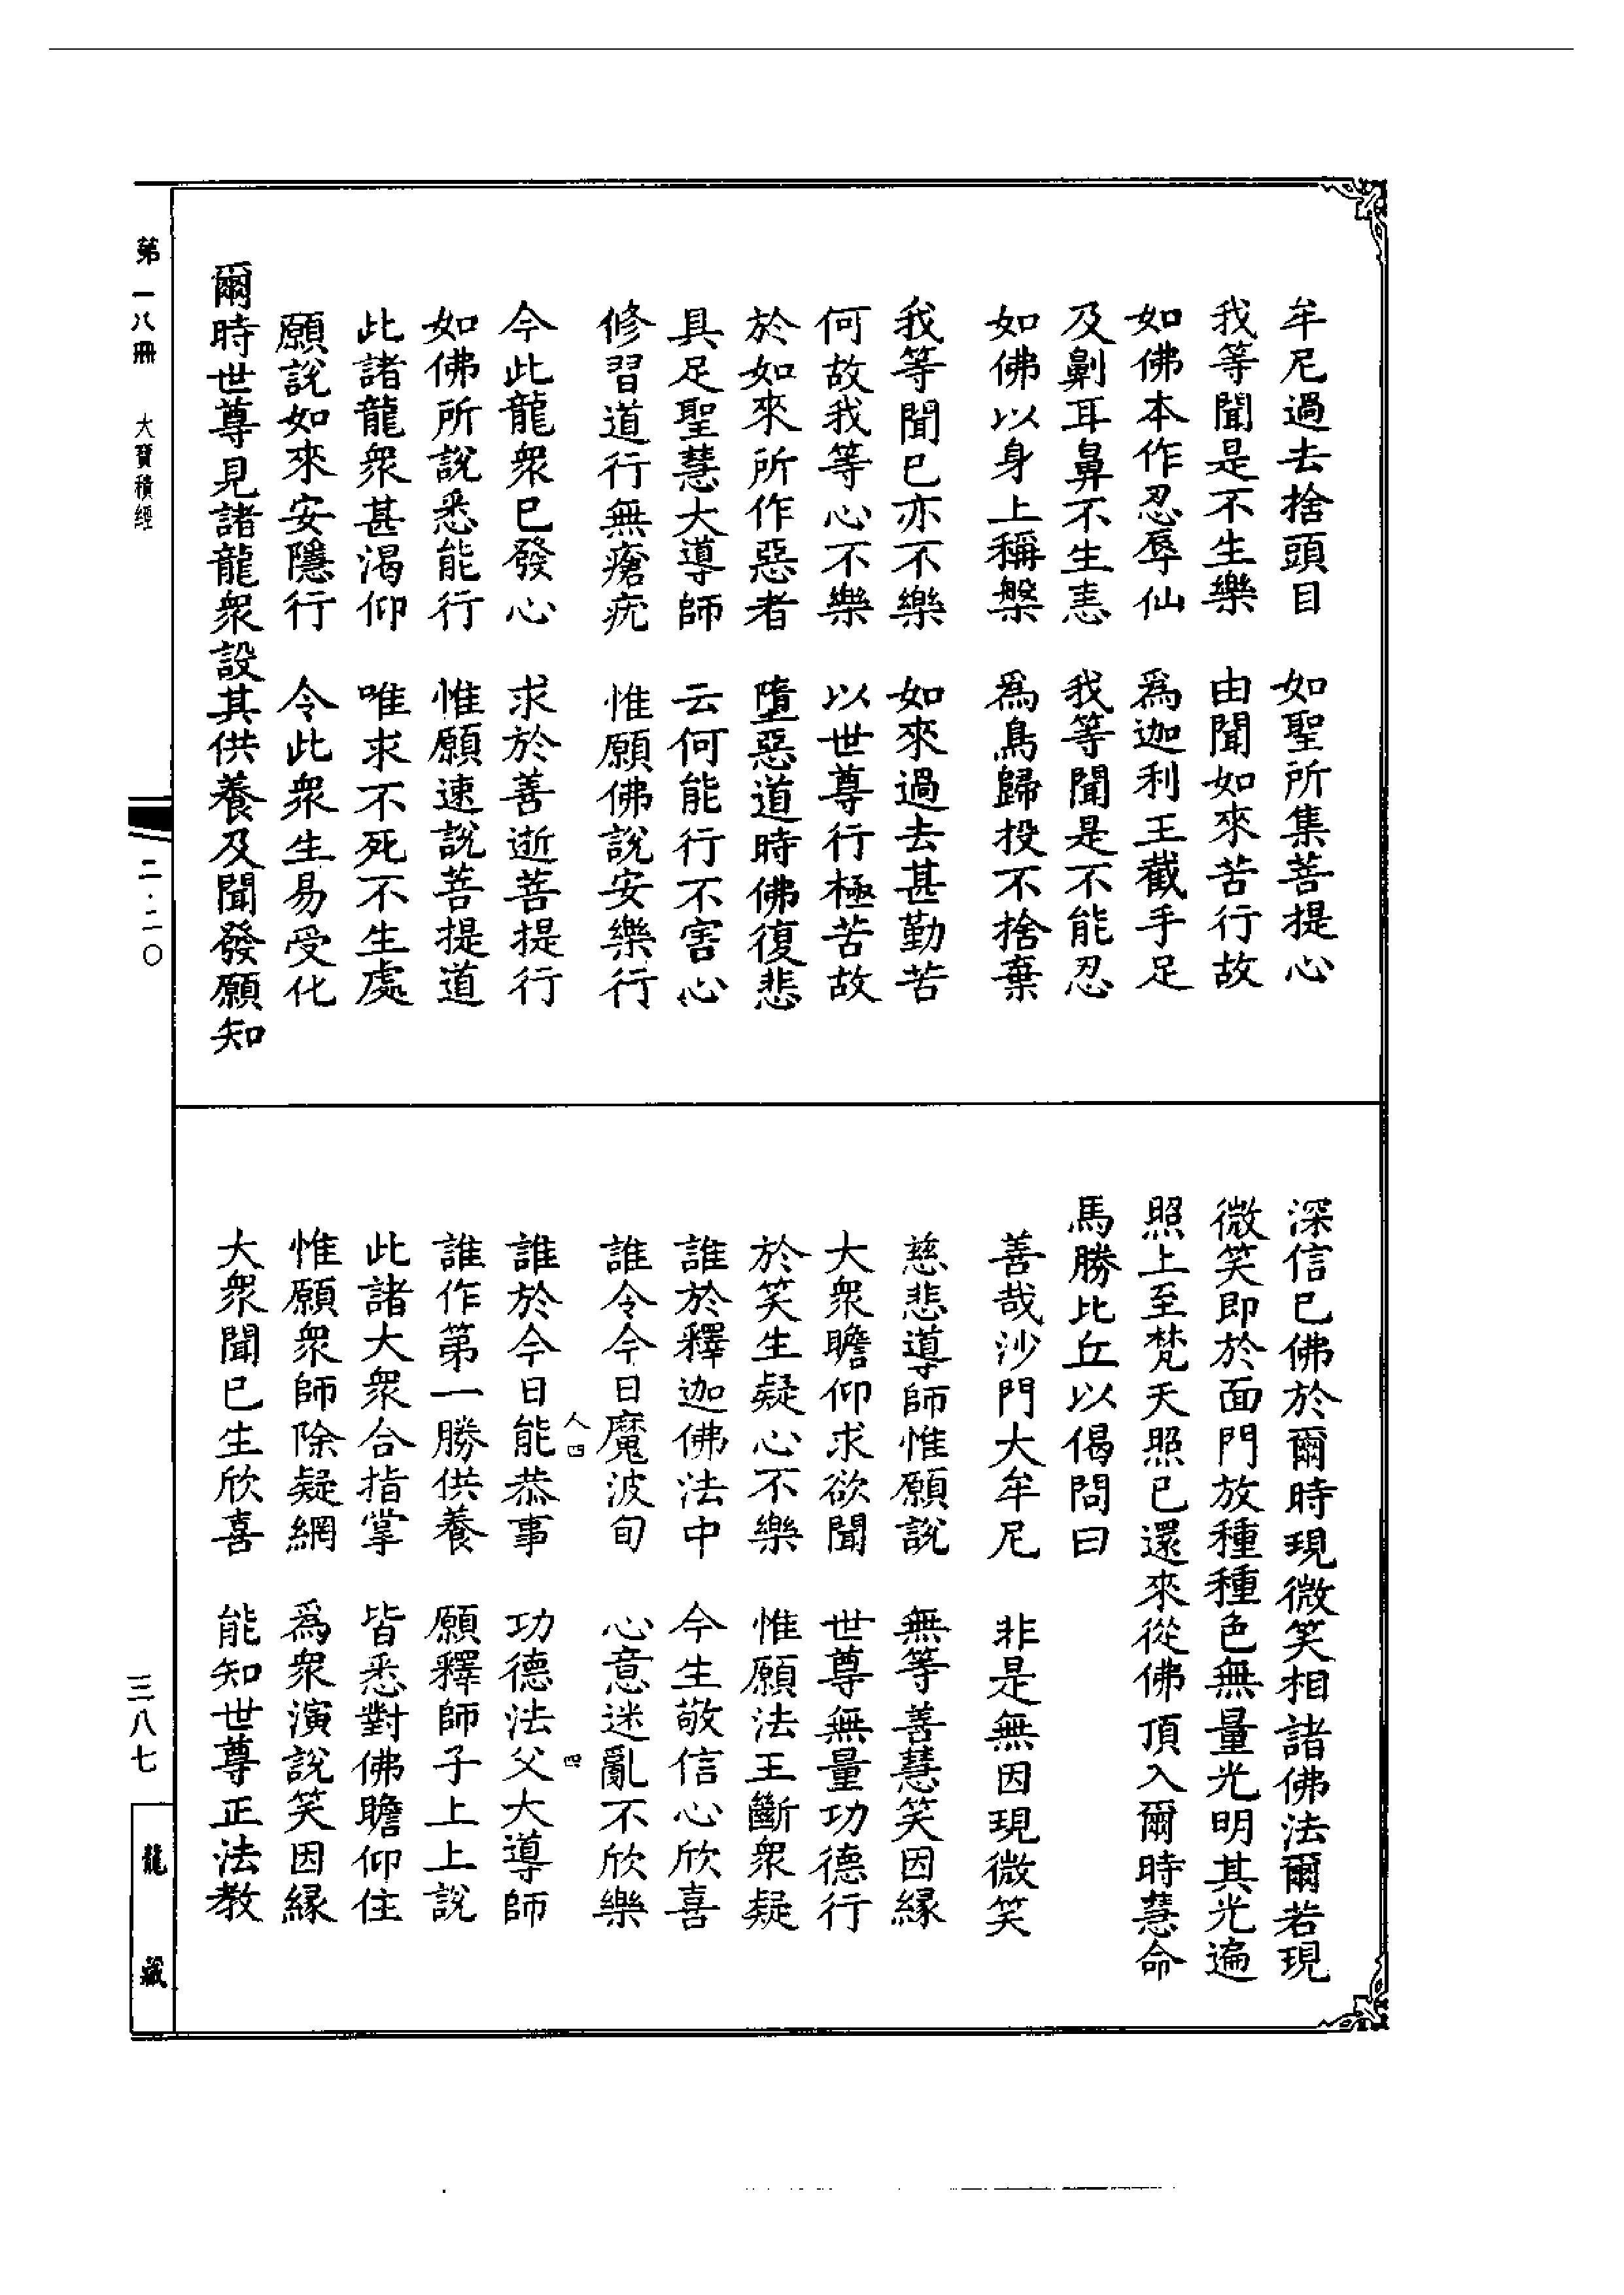 牟尼過去捨頭目　如聖所集菩提心
我等聞是不生樂　由聞如來苦行故
如佛本作忍辱仙　為迦利王截手足
及劓耳鼻不生恚　我等聞是不能忍
如佛以身上稱槃　為鳥歸投不捨棄
我等聞已亦不樂　如來過去甚勤苦
何故我等心不樂　以世尊行極苦故
於如來所作惡者　墮惡道時佛復悲
具足聖慧大導師　云何能行不害心
修習道行無瘡疣　惟願佛說安樂行
今此龍衆已發心　求於善逝菩提行
如佛所說悉能行　惟願速說菩提道
此諸龍衆甚渴仰　唯求不死不生處
願說如來安隱行　令此衆生易受化
爾時世尊見諸龍衆設其供養及聞發願知
深信已佛於爾時現微笑相諸佛法爾若現
微笑即於面門放種種色無量光明其光遍
照上至梵天照已還來從佛頂入爾時慧命
馬勝比丘以偈問曰
善哉沙門大牟尼　非是無因現微笑
慈悲導師惟願說　無等善慧笑因緣
大衆瞻仰求欲聞　世尊無量功德行
於笑生疑心不樂　惟願法王斷衆疑
誰於釋迦佛法中　今生敬信心欣喜
誰令今日魔波旬　心意迷亂不欣樂
人四　四
誰於今日能恭事　功德法父大導師
誰作第一勝供養　願釋師子上上說
此諸大衆合指掌　皆悉對佛瞻仰住
惟願衆師除疑網　為衆演說笑因緣
大衆聞已生欣喜　能知世尊正法教
第一八冊　大寶積經　二·二〇　三八七　龍藏